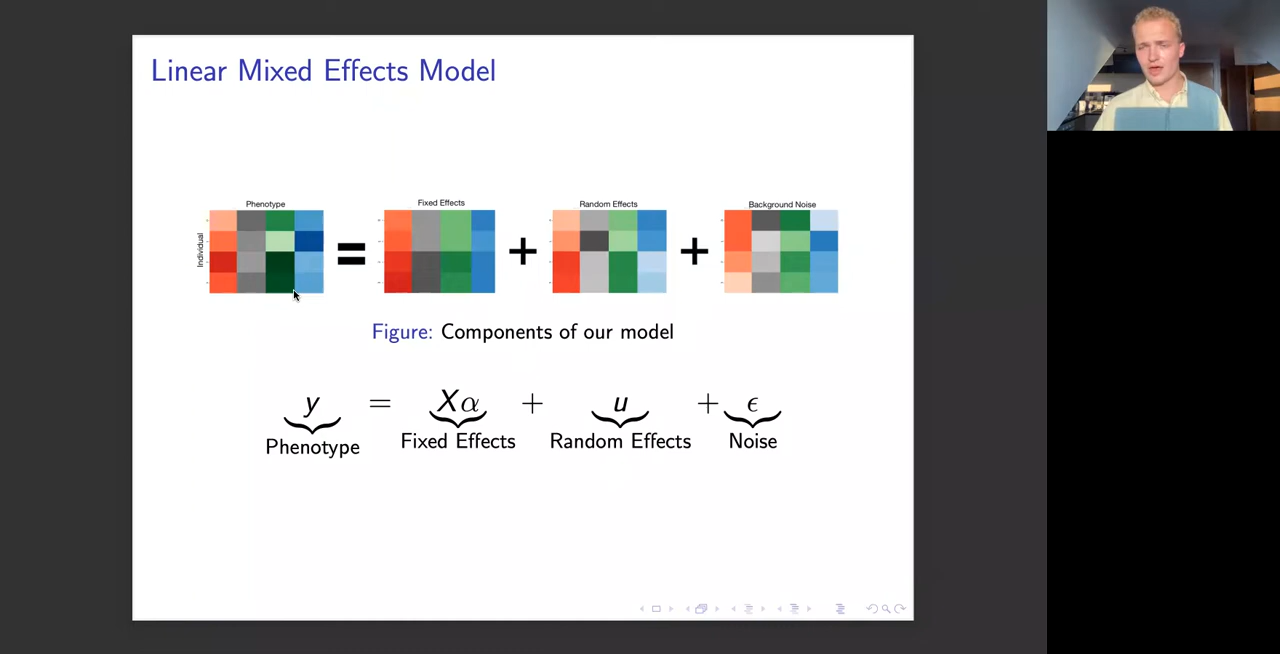 Linear Mixed Effects Model
Phenotype
Fixed Effects
Random Effects
Background Noise
Individual
= + +
Figure: Components of our model
y = Xα + u + ϵ
Phenotype Fixed Effects Random Effects Noise